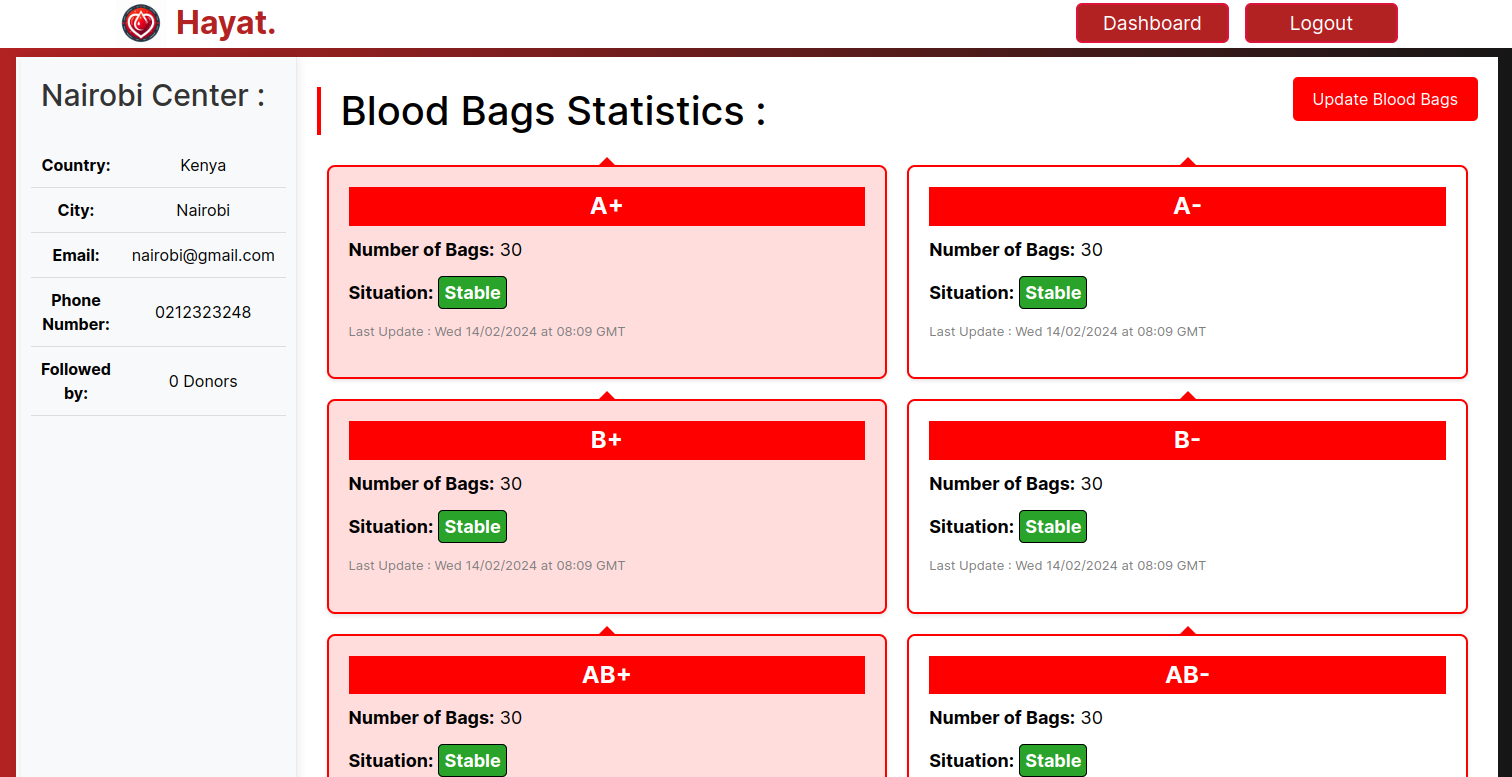 Hayat.
Dashboard
Logout
Nairobi Center :
Country: Kenya
City: Nairobi
Email: nairobi@gmail.com
Phone
Number: 0212323248
Followed
by: 0 Donors
Blood Bags Statistics :
Update Blood Bags
A+
Number of Bags: 30
Situation: Stable
Last Update : Wed 14/02/2024 at 08:09 GMT
A-
Number of Bags: 30
Situation: Stable
Last Update : Wed 14/02/2024 at 08:09 GMT
B+
Number of Bags: 30
Situation: Stable
Last Update : Wed 14/02/2024 at 08:09 GMT
B-
Number of Bags: 30
Situation: Stable
Last Update : Wed 14/02/2024 at 08:09 GMT
AB+
Number of Bags: 30
Situation: Stable
AB-
Number of Bags: 30
Situation: Stable